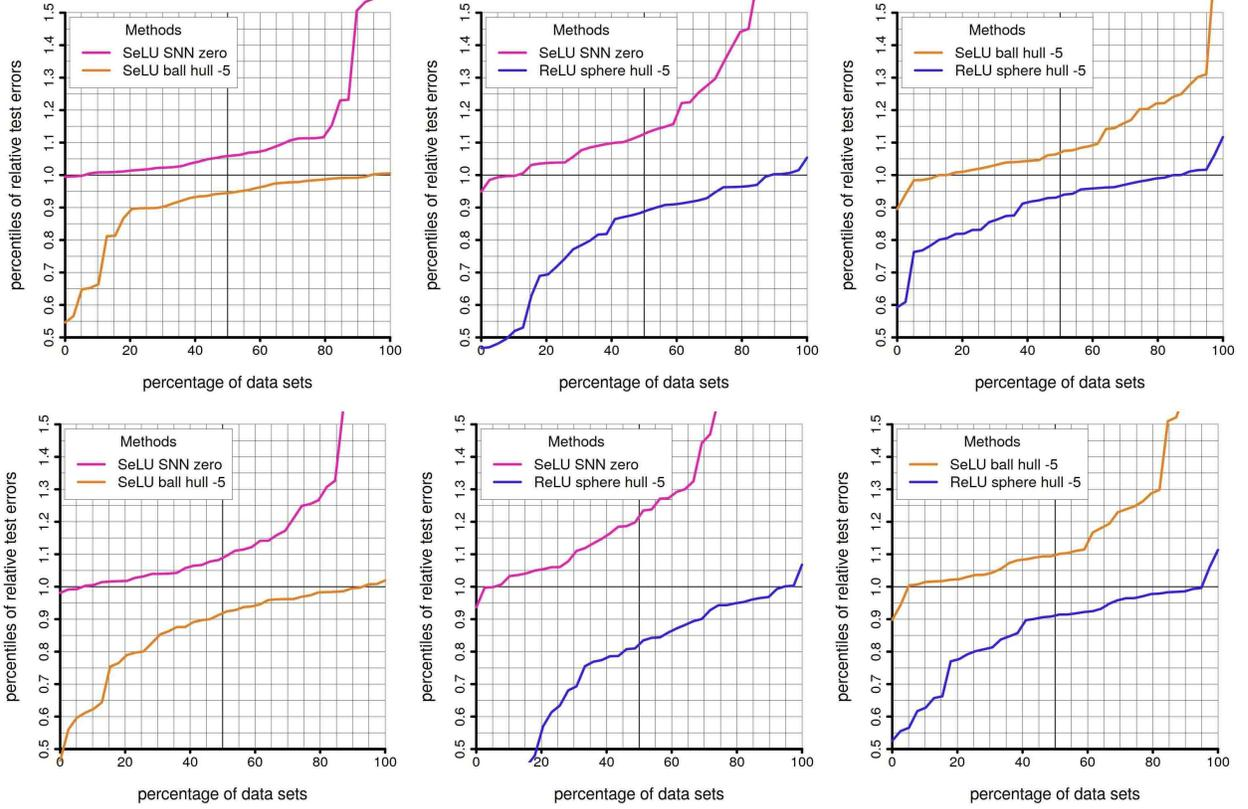 percentiles of relative test errors
0.5 0.6 0.7 0.8 0.9 1.0 1.1 1.2 1.3 1.4 1.5
Methods
SeLU SNN zero
SeLU ball hull -5
0 20 40 60 80 100
percentage of data sets
percentiles of relative test errors
0.5 0.6 0.7 0.8 0.9 1.0 1.1 1.2 1.3 1.4 1.5
Methods
SeLU SNN zero
ReLU sphere hull -5
0 20 40 60 80 100
percentage of data sets
percentiles of relative test errors
0.5 0.6 0.7 0.8 0.9 1.0 1.1 1.2 1.3 1.4 1.5
Methods
SeLU ball hull -5
ReLU sphere hull -5
0 20 40 60 80 100
percentage of data sets
percentiles of relative test errors
0.5 0.6 0.7 0.8 0.9 1.0 1.1 1.2 1.3 1.4 1.5
Methods
SeLU SNN zero
SeLU ball hull -5
0 20 40 60 80 100
percentage of data sets
percentiles of relative test errors
0.5 0.6 0.7 0.8 0.9 1.0 1.1 1.2 1.3 1.4 1.5
Methods
SeLU SNN zero
ReLU sphere hull -5
0 20 40 60 80 100
percentage of data sets
percentiles of relative test errors
0.5 0.6 0.7 0.8 0.9 1.0 1.1 1.2 1.3 1.4 1.5
Methods
SeLU ball hull -5
ReLU sphere hull -5
0 20 40 60 80 100
percentage of data sets